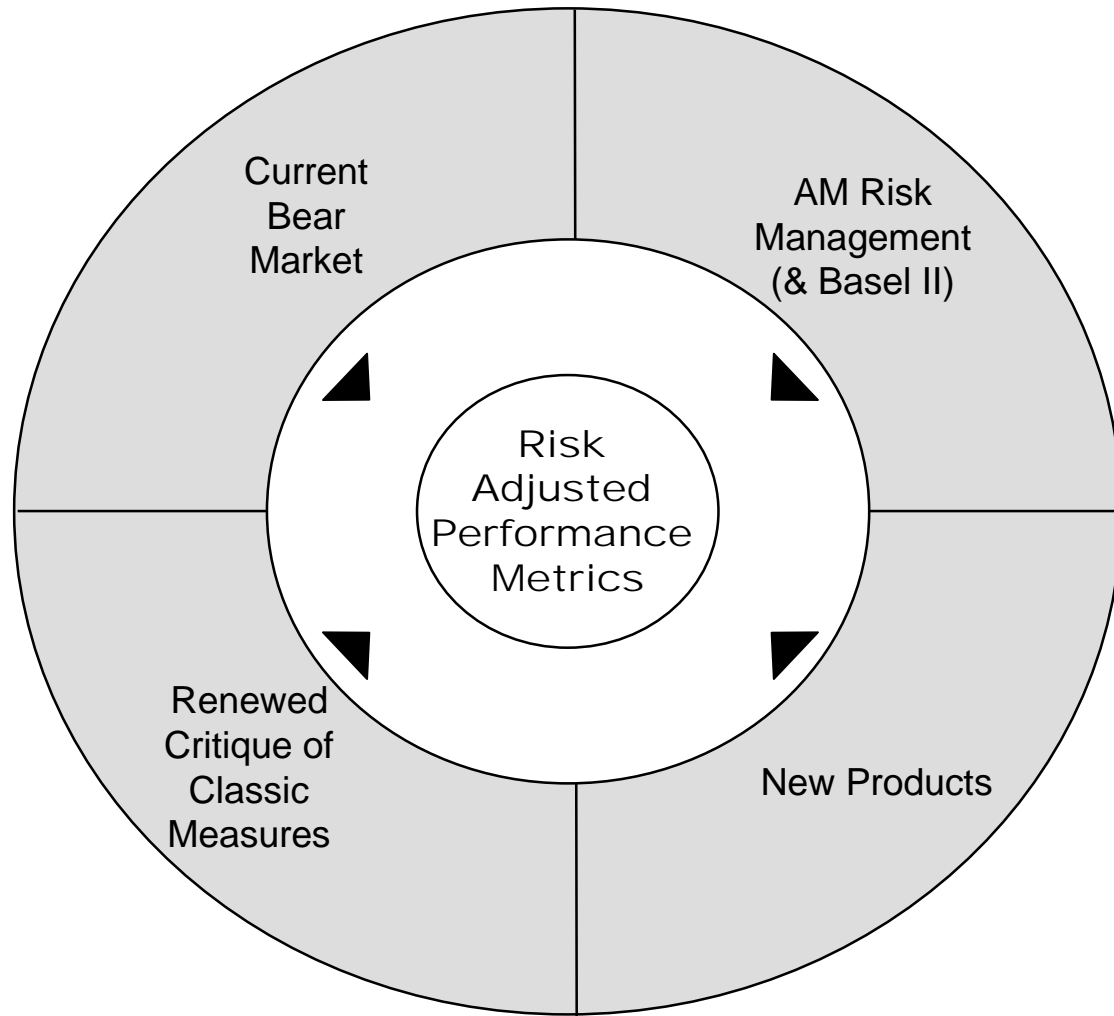 Current
Bear
Market
AM Risk
Management
(& Basel II)
Risk
Adjusted
Performance
Metrics
Renewed
Critique of
Classic
Measures
New Products